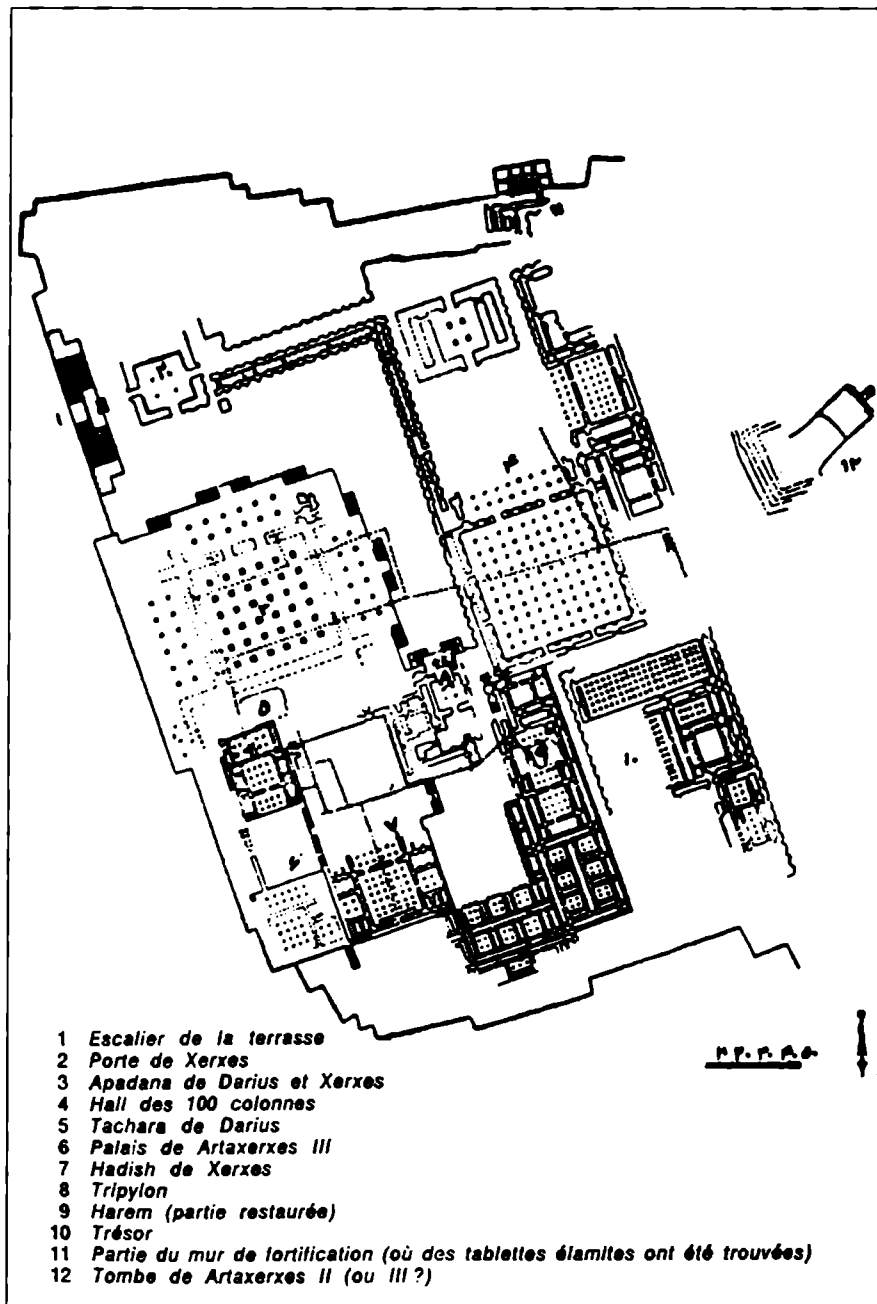 1 Escalier de la terrasse
2 Porte de Xerxes
3 Apadana de Darius et Xerxes
4 Hall des 100 colonnes
5 Tachara de Darius
6 Palais de Artaxerxes III
7 Hadish de Xerxes
8 Tripylon
9 Harem (partie restaurée)
10 Trésor
11 Partie du mur de fortification (où des tablettes élamites ont été trouvées)
12 Tombe de Artaxerxes II (ou III ?)